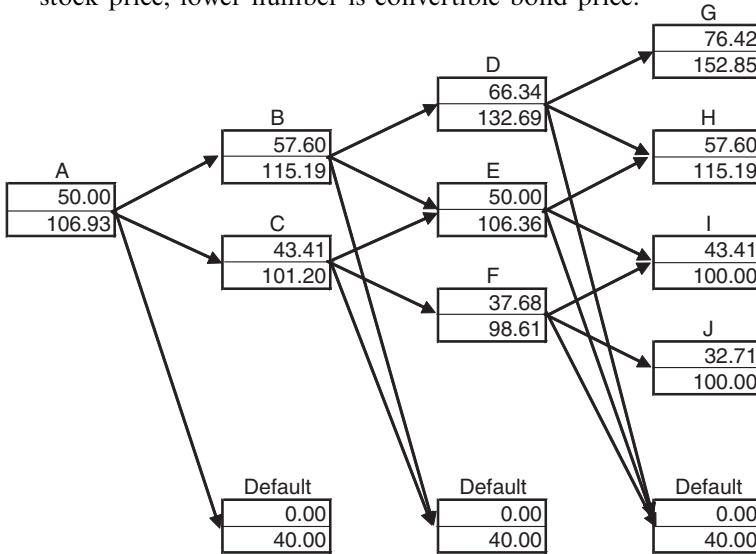 stock price, lower number is convertible bond price.
A
50.00
106.93
B
57.60
115.19
C
43.41
101.20
Default
0.00
40.00
D
66.34
132.69
E
50.00
106.36
F
37.68
98.61
Default
0.00
40.00
G
76.42
152.85
H
57.60
115.19
I
43.41
100.00
J
32.71
100.00
Default
0.00
40.00